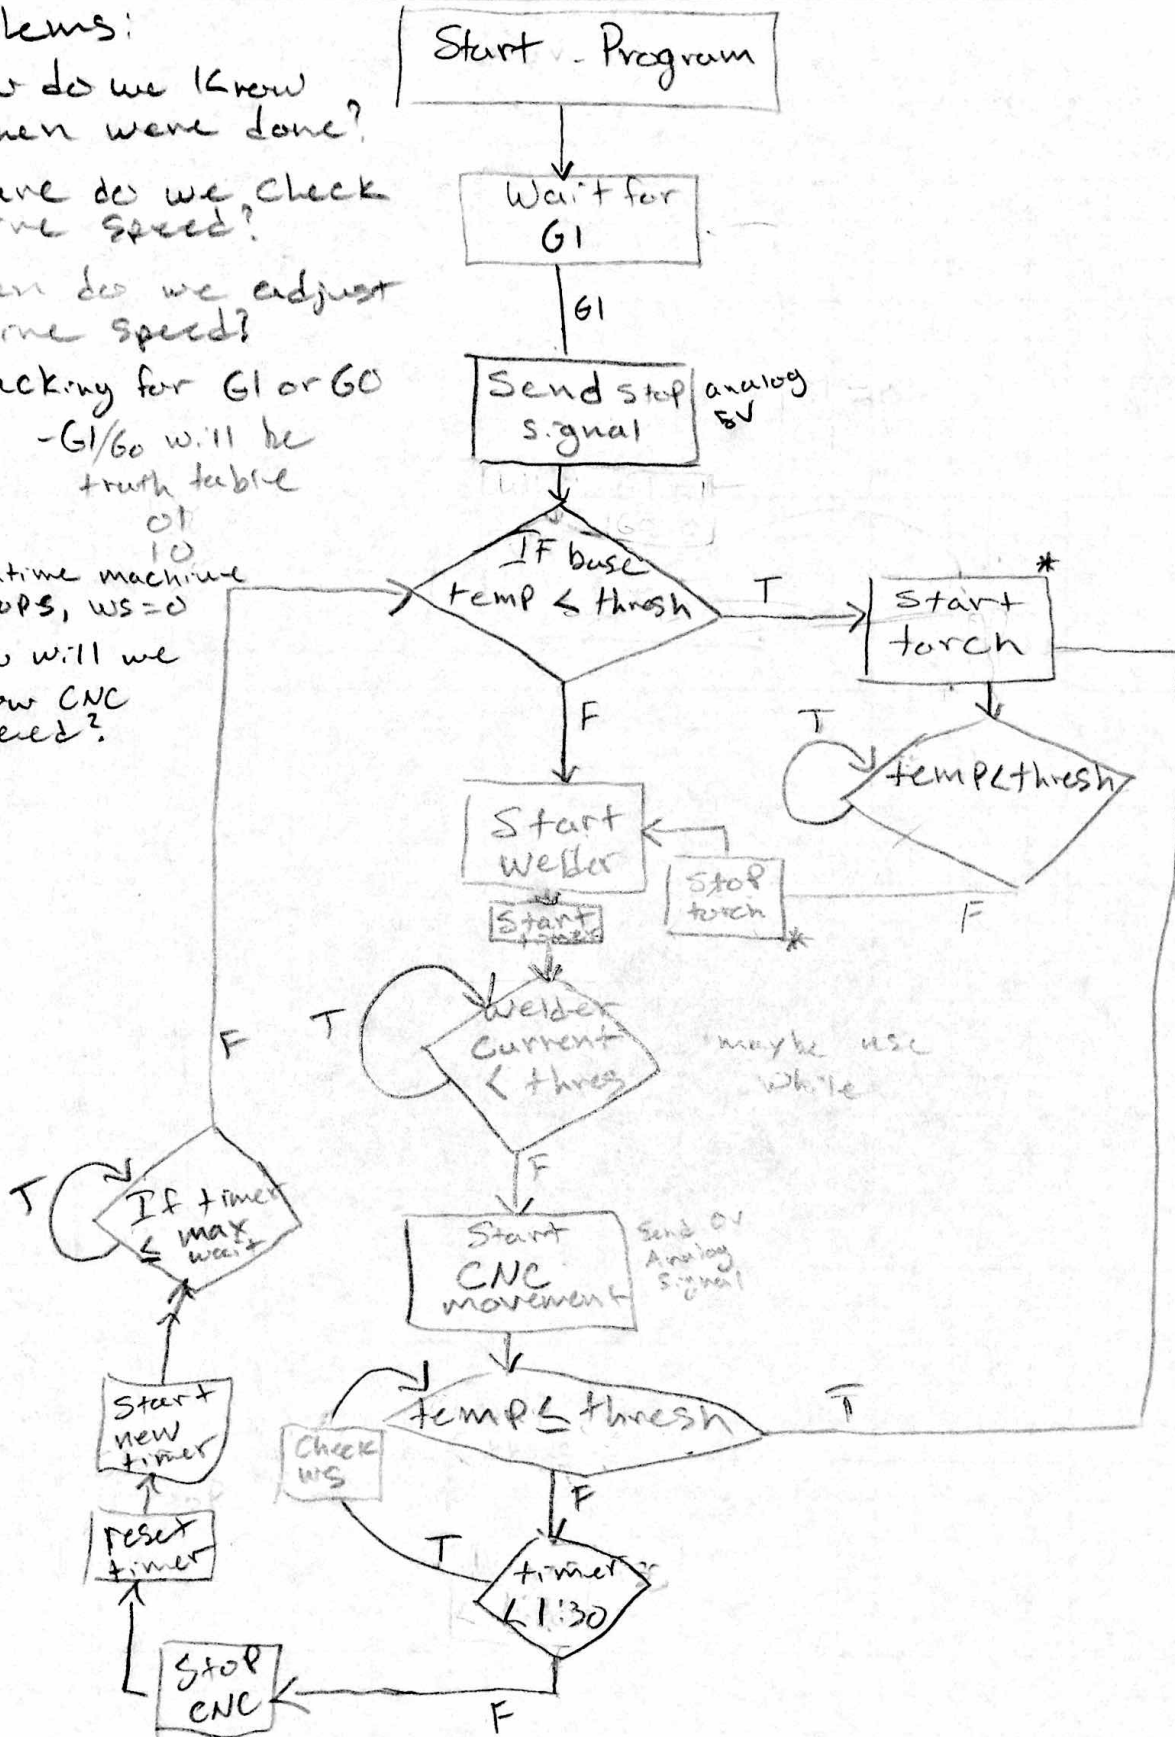 lems:
do we know
were done?
do we check
speed?
do we adjust
speed?
cking for G1 or G0
-G1/G0 will be
truth table
01
10
time machine
ops, ws=0
will we
CNC
eed?
Start Program
Wait for
G1
G1
Send stop
signal
analog
5V
If base
temp ≤ thresh
T
F
*
Start
torch
T
temp<thresh
F
Start
welder
Stop
torch
*
Start
timer
T
welder
current
< thres
maybe use
while
F
F
Start
CNC
movement
Send 0V
Analog
signal
T
If timer
≤ max
wait
temp ≤ thresh
T
Start
new
timer
Check
WS
F
T
reset
timer
timer
<1:30
Stop
CNC
F